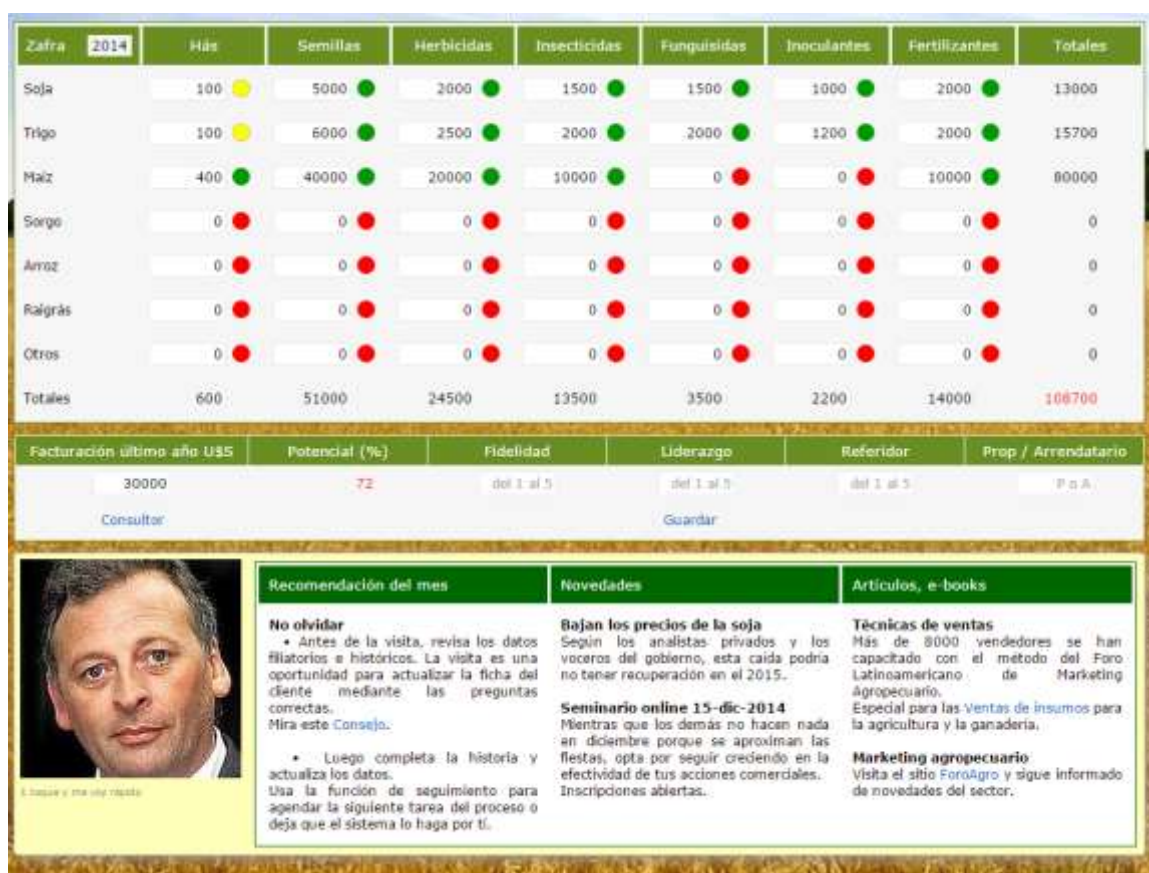 Zafra 2014 Hás Semillas Herbicidas Insecticidas Funguisidas Inoculantes Fertilizantes Totales
Soja 100 5000 2000 1500 1500 1000 2000 13000
Trigo 100 6000 2500 2000 2000 1200 2000 15700
Maiz 400 40000 20000 10000 0 0 10000 80000
Sorgo 0 0 0 0 0 0 0 0
Arroz 0 0 0 0 0 0 0 0
Raigrás 0 0 0 0 0 0 0 0
Otros 0 0 0 0 0 0 0 0
Totales 600 51000 24500 13500 3500 2200 14000 108700
Facturación último año U$S Potencial (%) Fidelidad Liderazgo Referidor Prop / Arrendatario
30000 72 del 1 al 5 del 1 al 5 del 1 al 5 P o A
Consultor Guardar
Recomendación del mes
No olvidar
• Antes de la visita, revisa los datos
filiatorios e históricos. La visita es una
oportunidad para actualizar la ficha del
cliente mediante las preguntas
correctas.
Mira este Consejo.
• Luego completa la historia y
actualiza los datos.
Usa la función de seguimiento para
agendar la siguiente tarea del proceso o
deja que el sistema lo haga por tí.
Novedades
Bajan los precios de la soja
Según los analistas privados y los
voceros del gobierno, esta caída podría
no tener recuperación en el 2015.
Seminario online 15-dic-2014
Mientras que los demás no hacen nada
en diciembre porque se aproximan las
fiestas, opta por seguir creciendo en la
efectividad de tus acciones comerciales.
Inscripciones abiertas.
Artículos, e-books
Técnicas de ventas
Más de 8000 vendedores se han
capacitado con el método del Foro
Latinoamericano de Marketing
Agropecuario.
Especial para las Ventas de insumos para
la agricultura y la ganadería.
Marketing agropecuario
Visita el sitio ForoAgro y sigue informado
de novedades del sector.